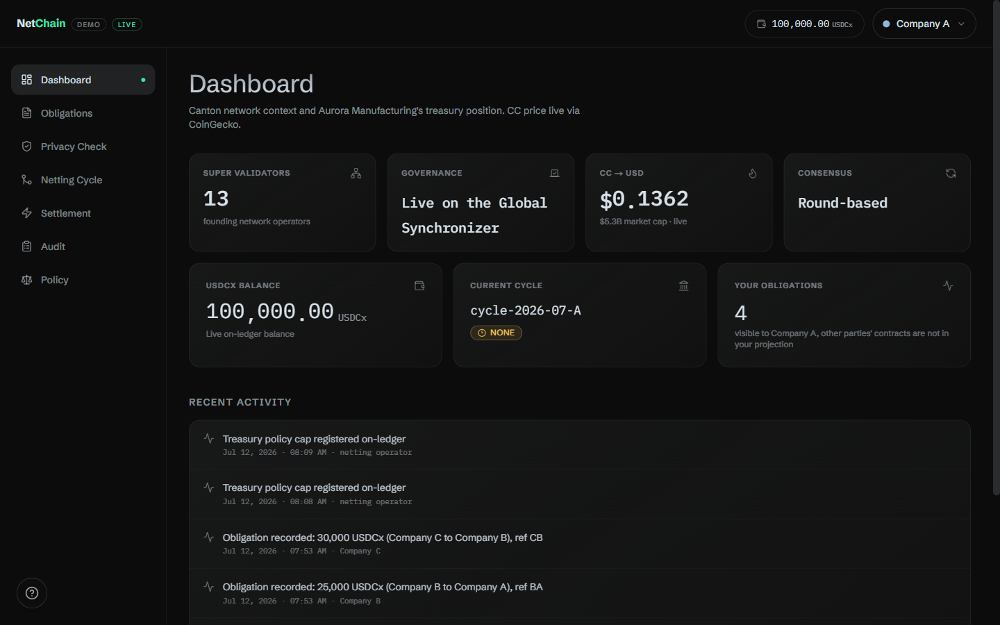 NetChain DEMO LIVE
100,000.00 USDCx
Company A
Dashboard
Obligations
Privacy Check
Netting Cycle
Settlement
Audit
Policy
Dashboard
Canton network context and Aurora Manufacturing's treasury position. CC price live via
CoinGecko.
SUPER VALIDATORS
13
founding network operators
GOVERNANCE
Live on the Global
Synchronizer
CC → USD
$0.1362
$5.3B market cap · live
CONSENSUS
Round-based
USDCX BALANCE
100,000.00 USDCx
Live on-ledger balance
CURRENT CYCLE
cycle-2026-07-A
NONE
YOUR OBLIGATIONS
4
visible to Company A, other parties' contracts are not in
your projection
RECENT ACTIVITY
Treasury policy cap registered on-ledger
Jul 12, 2026 · 08:09 AM · netting operator
Treasury policy cap registered on-ledger
Jul 12, 2026 · 08:08 AM · netting operator
Obligation recorded: 30,000 USDCx (Company C to Company B), ref CB
Jul 12, 2026 · 07:53 AM · Company C
Obligation recorded: 25,000 USDCx (Company B to Company A), ref BA
Jul 12, 2026 · 07:53 AM · Company B